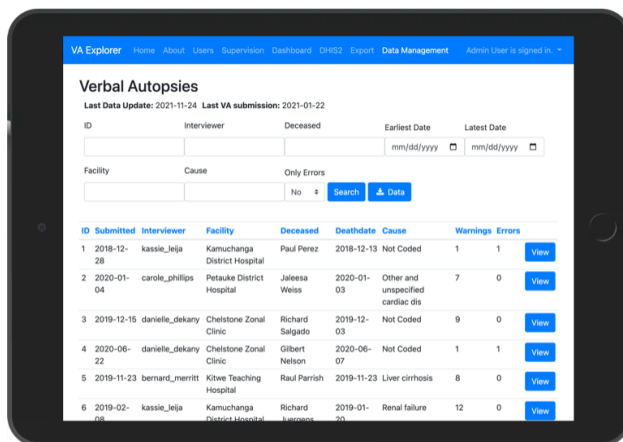 VA Explorer Home About Users Supervision Dashboard DHIS2 Export Data Management Admin User is signed in.
Verbal Autopsies
Last Data Update: 2021-11-24 Last VA submission: 2021-01-22
ID Interviewer Deceased Earliest Date Latest Date
mm/dd/yyyy mm/dd/yyyy
Facility Cause Only Errors
No Search Data
ID Submitted Interviewer Facility Deceased Deathdate Cause Warnings Errors
1 2018-12- kassie_leija Kamuchanga Paul Perez 2018-12-13 Not Coded 1 1 View
28 District Hospital
2 2020-01- carole_phillips Petauke District Jaleesa 2020-01- Other and 7 0 View
04 Hospital Weiss 03 unspecified
cardiac dis
3 2019-12-15 danielle_dekany Chelstone Zonal Richard 2019-12- Not Coded 9 0 View
Clinic Salgado 03
4 2020-06- danielle_dekany Chelstone Zonal Gilbert 2020-06- Not Coded 1 1 View
22 Clinic Nelson 07
5 2019-11-23 bernard_merritt Kitwe Teaching Raul Parrish 2019-11-23 Liver cirrhosis 8 0 View
Hospital
6 2019-02- kassie_leija Kamuchanga Richard 2019-01- Renal failure 12 0 View
08 District Hospital Juergens 20